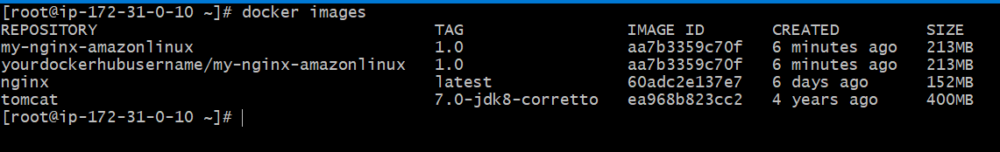 [root@ip-172-31-0-10 ~]# docker images
REPOSITORY TAG IMAGE ID CREATED SIZE
my-nginx-amazonlinux 1.0 aa7b3359c70f 6 minutes ago 213MB
yourdockerhubusername/my-nginx-amazonlinux 1.0 aa7b3359c70f 6 minutes ago 213MB
nginx latest 60adc2e137e7 6 days ago 152MB
tomcat 7.0-jdk8-corretto ea968b823cc2 4 years ago 400MB
[root@ip-172-31-0-10 ~]#